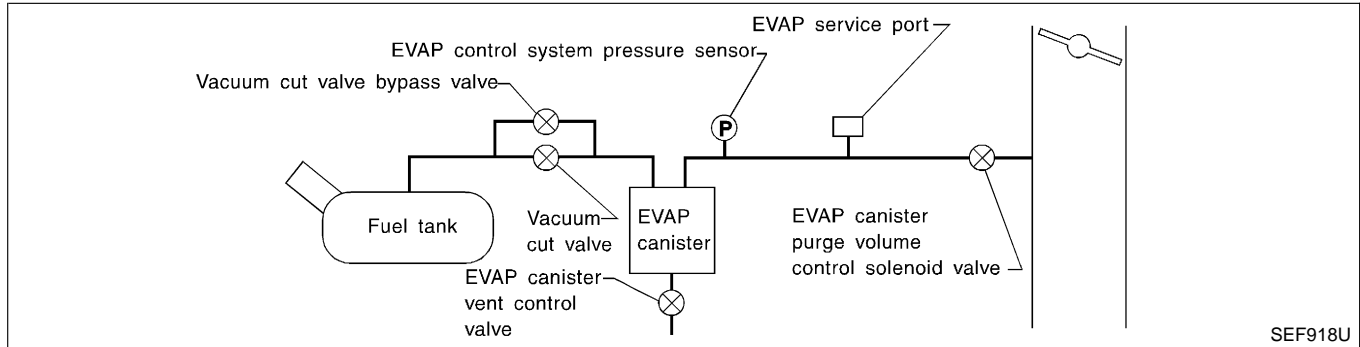 EVAP service port
EVAP control system pressure sensor
Vacuum cut valve bypass valve
P
Fuel tank
Vacuum
cut valve
EVAP
canister
EVAP canister
purge volume
control solenoid valve
EVAP canister
vent control
valve
SEF918U